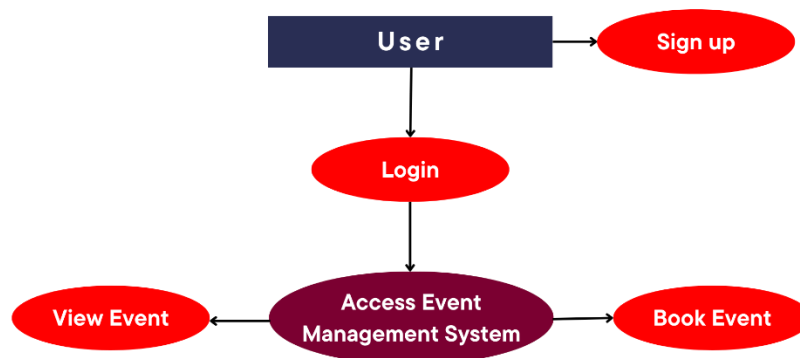 User
Sign up
Login
Access Event
Management System
View Event
Book Event